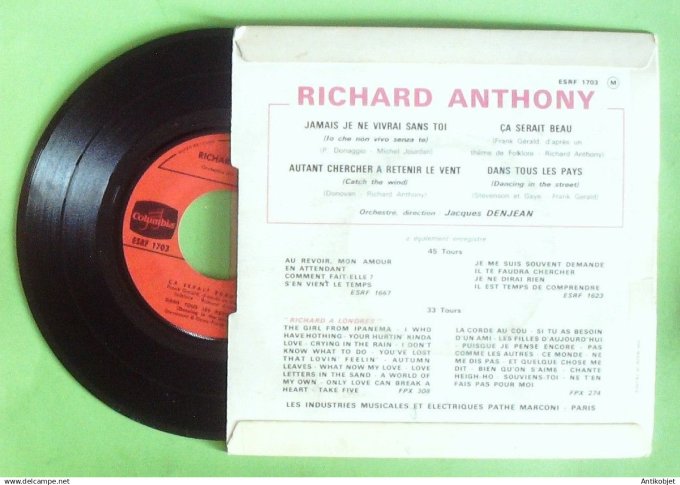 ESRF 1703 M
RICHARD ANTHONY
JAMAIS JE NE VIVRAI SANS TOI
(Io che non vivo senza te)
(P. Donaggio - Michel Jourdan)
AUTANT CHERCHER A RETENIR LE VENT
(Catch the wind)
(Donovan - Richard Anthony)
ÇA SERAIT BEAU
(Frank Gérald d'après un
thème de Folklore - Richard Anthony)
DANS TOUS LES PAYS
(Dancing in the street)
(Stevenson et Gaye - Frank Gerald)
Orchestre, direction Jacques DENJEAN
a également enregistré
45 Tours
AU REVOIR, MON AMOUR
EN ATTENDANT
COMMENT FAIT-ELLE ?
S'EN VIENT LE TEMPS
ESRF 1667
JE ME SUIS SOUVENT DEMANDE
IL TE FAUDRA CHERCHER
JE NE DIRAI RIEN
IL EST TEMPS DE COMPRENDRE
ESRF 1623
33 Tours
"RICHARD A LONDRES"
THE GIRL FROM IPANEMA - I WHO
HAVE NOTHING - YOUR HURTIN' KINDA
LOVE - CRYING IN THE RAIN - I DON'T
KNOW WHAT TO DO - YOU'VE LOST
THAT LOVIN' FEELIN' - AUTUMN
LEAVES - WHAT NOW MY LOVE - LOVE
LETTERS IN THE SAND - A WORLD OF
MY OWN - ONLY LOVE CAN BREAK A
HEART - TAKE FIVE FPX 308
LA CORDE AU COU - SI TU AS BESOIN
D'UN AMI - LES FILLES D'AUJOURD'HUI
- PUISQUE JE PENSE ENCORE - PAS
COMME LES AUTRES - CE MONDE - NE
ME DIS PAS - ET QUELQUE CHOSE ME
DIT - BIEN QU'ON S'AIME - CHANTE
HEIGH-HO - SOUVIENS-TOI - NE T'EN
FAIS PAS POUR MOI
FPX 274
LES INDUSTRIES MUSICALES ET ELECTRIQUES PATHE MARCONI - PARIS
RICHARD
Columbia
ESRF 1703
www.antikobjet.com
Antikobjet